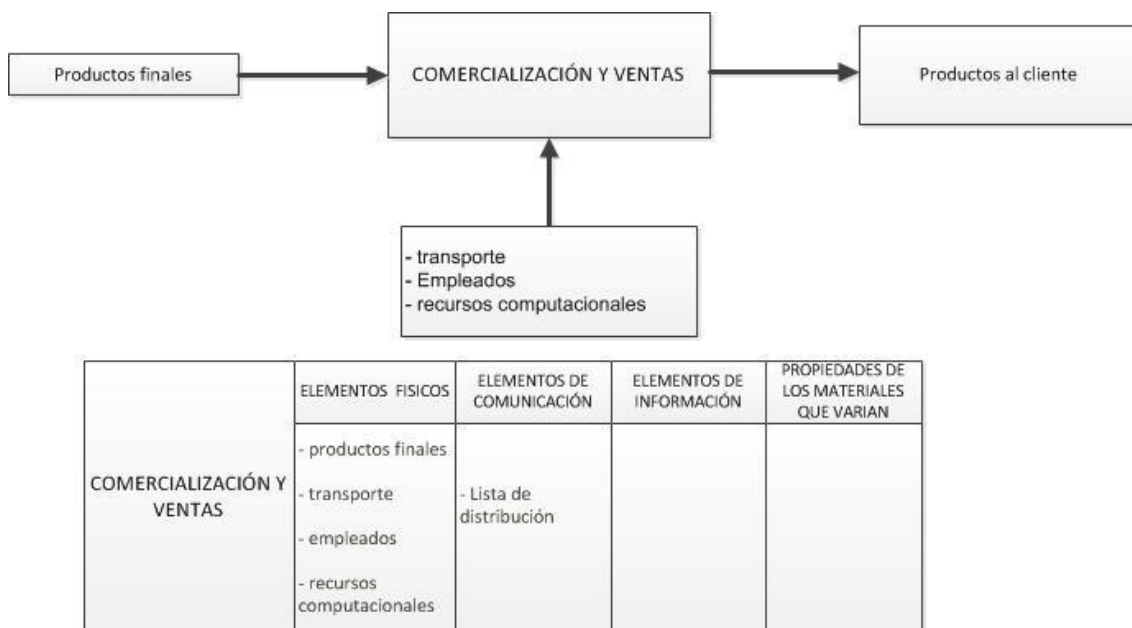 Productos finales
COMERCIALIZACIÓN Y VENTAS
Productos al cliente
- transporte
- Empleados
- recursos computacionales
COMERCIALIZACIÓN Y
VENTAS
ELEMENTOS FISICOS
ELEMENTOS DE
COMUNICACIÓN
ELEMENTOS DE
INFORMACIÓN
PROPIEDADES DE
LOS MATERIALES
QUE VARIAN
- productos finales
- transporte
- empleados
- recursos
computacionales
- Lista de
distribución